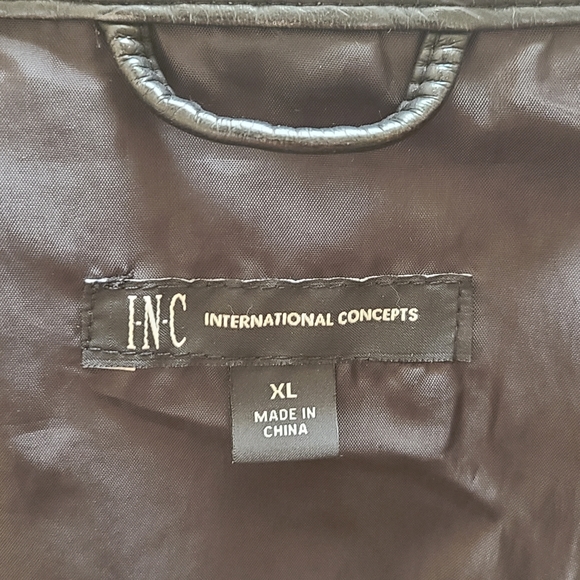 I·N·C INTERNATIONAL CONCEPTS
XL
MADE IN
CHINA